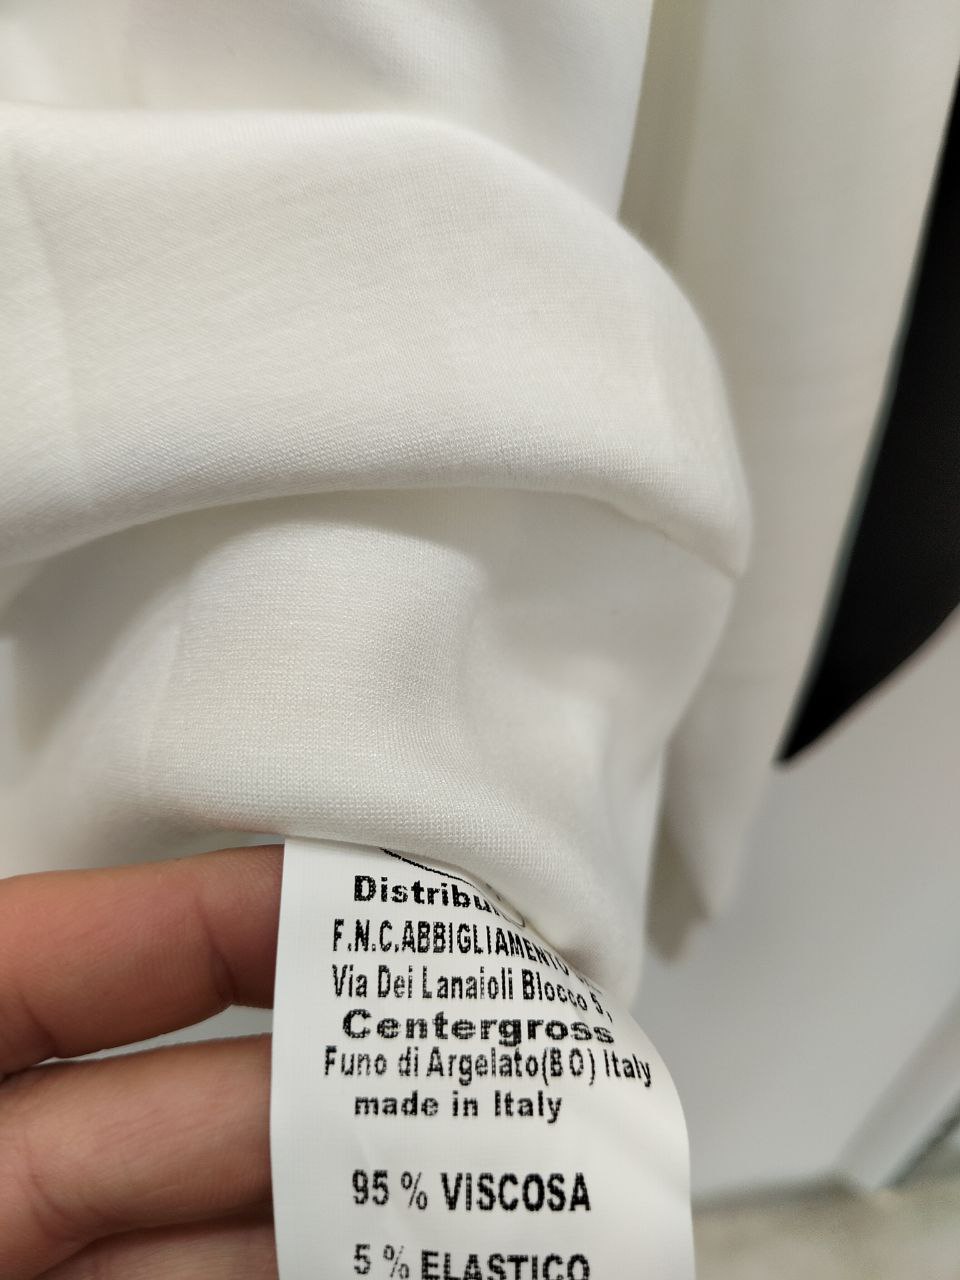 F.N.C.ABBIGLIAMENTO
Via Dei Lanaioli Blocco 5,
Centergross
Funo di Argelato(BO) Italy
made in Italy
95 % VISCOSA
5 % ELASTICO